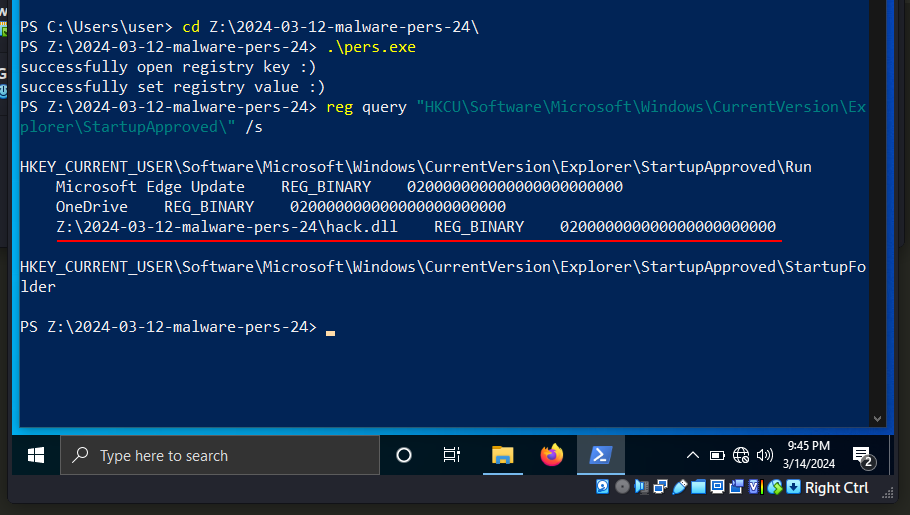 PS C:\Users\user> cd Z:\2024-03-12-malware-pers-24\
PS Z:\2024-03-12-malware-pers-24> .\pers.exe
successfully open registry key :)
successfully set registry value :)
PS Z:\2024-03-12-malware-pers-24> reg query "HKCU\Software\Microsoft\Windows\CurrentVersion\Ex
plorer\StartupApproved\" /s
HKEY_CURRENT_USER\Software\Microsoft\Windows\CurrentVersion\Explorer\StartupApproved\Run
Microsoft Edge Update    REG_BINARY    020000000000000000000000
OneDrive    REG_BINARY    020000000000000000000000
Z:\2024-03-12-malware-pers-24\hack.dll    REG_BINARY    020000000000000000000000
HKEY_CURRENT_USER\Software\Microsoft\Windows\CurrentVersion\Explorer\StartupApproved\StartupFo
lder
PS Z:\2024-03-12-malware-pers-24>
Type here to search
9:45 PM
3/14/2024
2
Right Ctrl